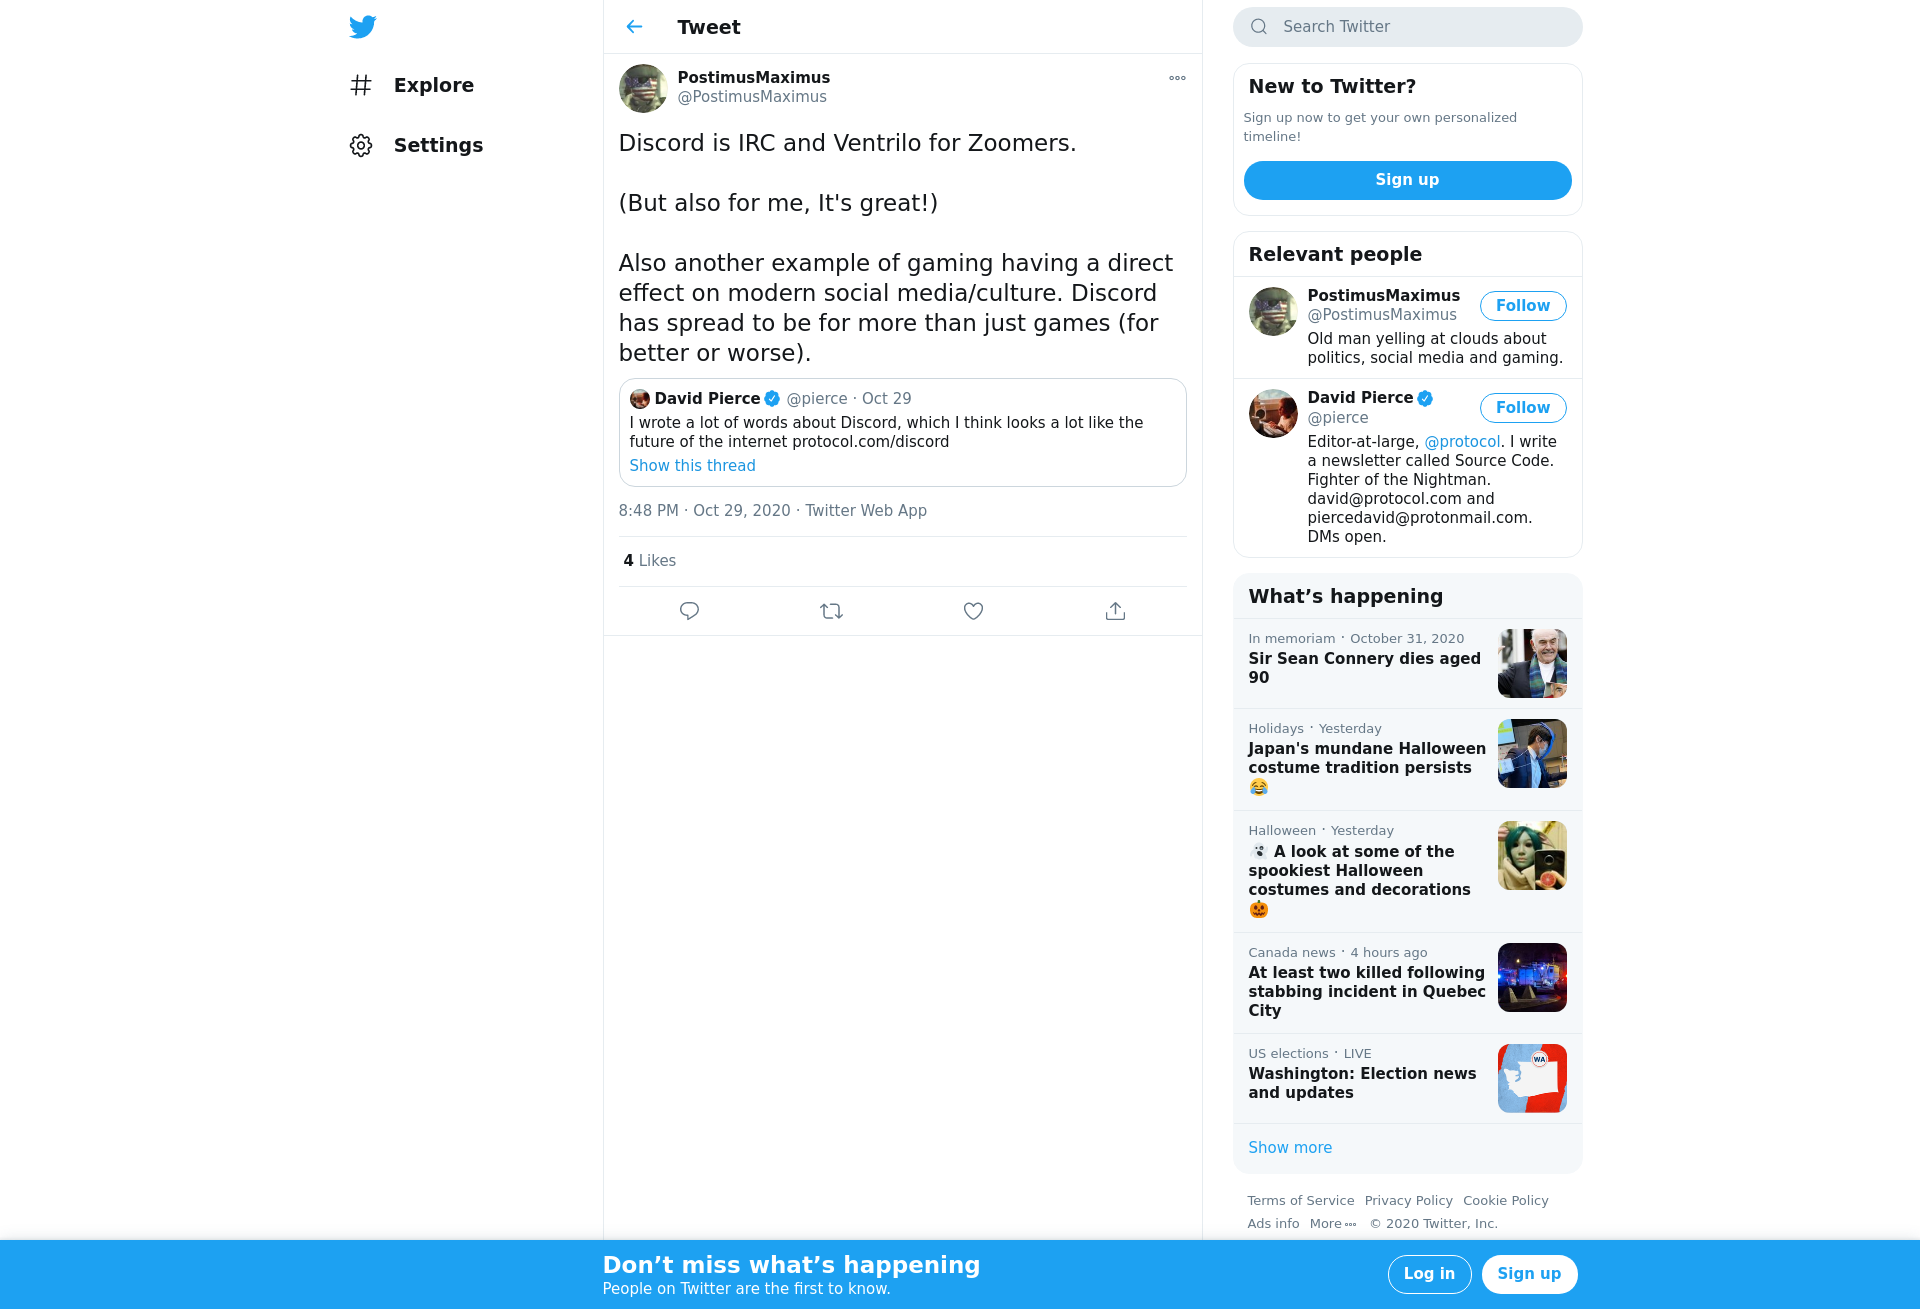 Explore
Settings
Tweet
PostimusMaximus
@PostimusMaximus
Discord is IRC and Ventrilo for Zoomers.
(But also for me, It's great!)
Also another example of gaming having a direct
effect on modern social media/culture. Discord
has spread to be for more than just games (for
better or worse).
David Pierce @pierce · Oct 29
I wrote a lot of words about Discord, which I think looks a lot like the
future of the internet protocol.com/discord
Show this thread
8:48 PM · Oct 29, 2020 · Twitter Web App
4 Likes
Search Twitter
New to Twitter?
Sign up now to get your own personalized
timeline!
Sign up
Relevant people
PostimusMaximus
@PostimusMaximus
Follow
Old man yelling at clouds about
politics, social media and gaming.
David Pierce
@pierce
Follow
Editor-at-large, @protocol. I write
a newsletter called Source Code.
Fighter of the Nightman.
david@protocol.com and
piercedavid@protonmail.com.
DMs open.
What’s happening
In memoriam · October 31, 2020
Sir Sean Connery dies aged
90
Holidays · Yesterday
Japan's mundane Halloween
costume tradition persists
😂
Halloween · Yesterday
👻 A look at some of the
spookiest Halloween
costumes and decorations
🎃
Canada news · 4 hours ago
At least two killed following
stabbing incident in Quebec
City
US elections · LIVE
Washington: Election news
and updates
WA
Show more
Terms of Service Privacy Policy Cookie Policy
Ads info More © 2020 Twitter, Inc.
Don’t miss what’s happening
People on Twitter are the first to know.
Log in
Sign up